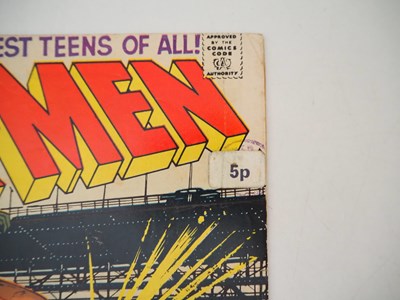 EST TEENS OF ALL!
APPROVED
BY THE
COMICS
CODE
AUTHORITY
MEN
5p